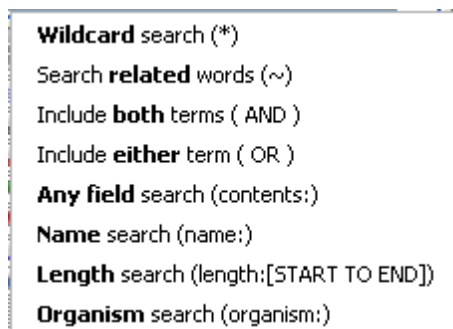 Wildcard search (*)
Search related words (~)
Include both terms ( AND )
Include either term ( OR )
Any field search (contents:)
Name search (name:)
Length search (length:[START TO END])
Organism search (organism:)